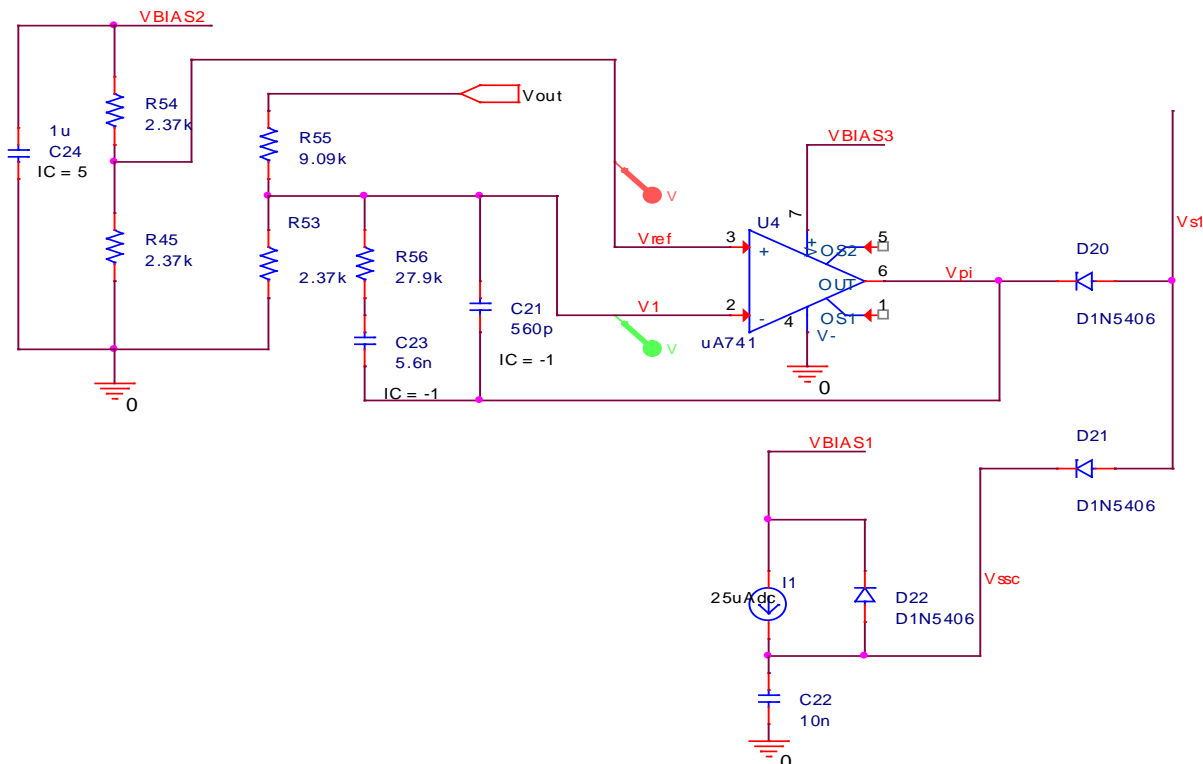 VBIAS2
R54
2.37k
1u
C24
IC = 5
R45
2.37k
0
Vout
R55
9.09k
R53
2.37k
R56
27.9k
C23
5.6n
IC = -1
C21
560p
IC = -1
V
V
VBIAS3
U4
Vref
V1
3
2
+
-
7
V+
4
V-
5
OS2
6
OUT
1
OS1
uA741
0
Vpi
D20
D1N5406
Vs1
D21
D1N5406
VBIAS1
I1
25uAdc
D22
D1N5406
Vssc
C22
10n
0